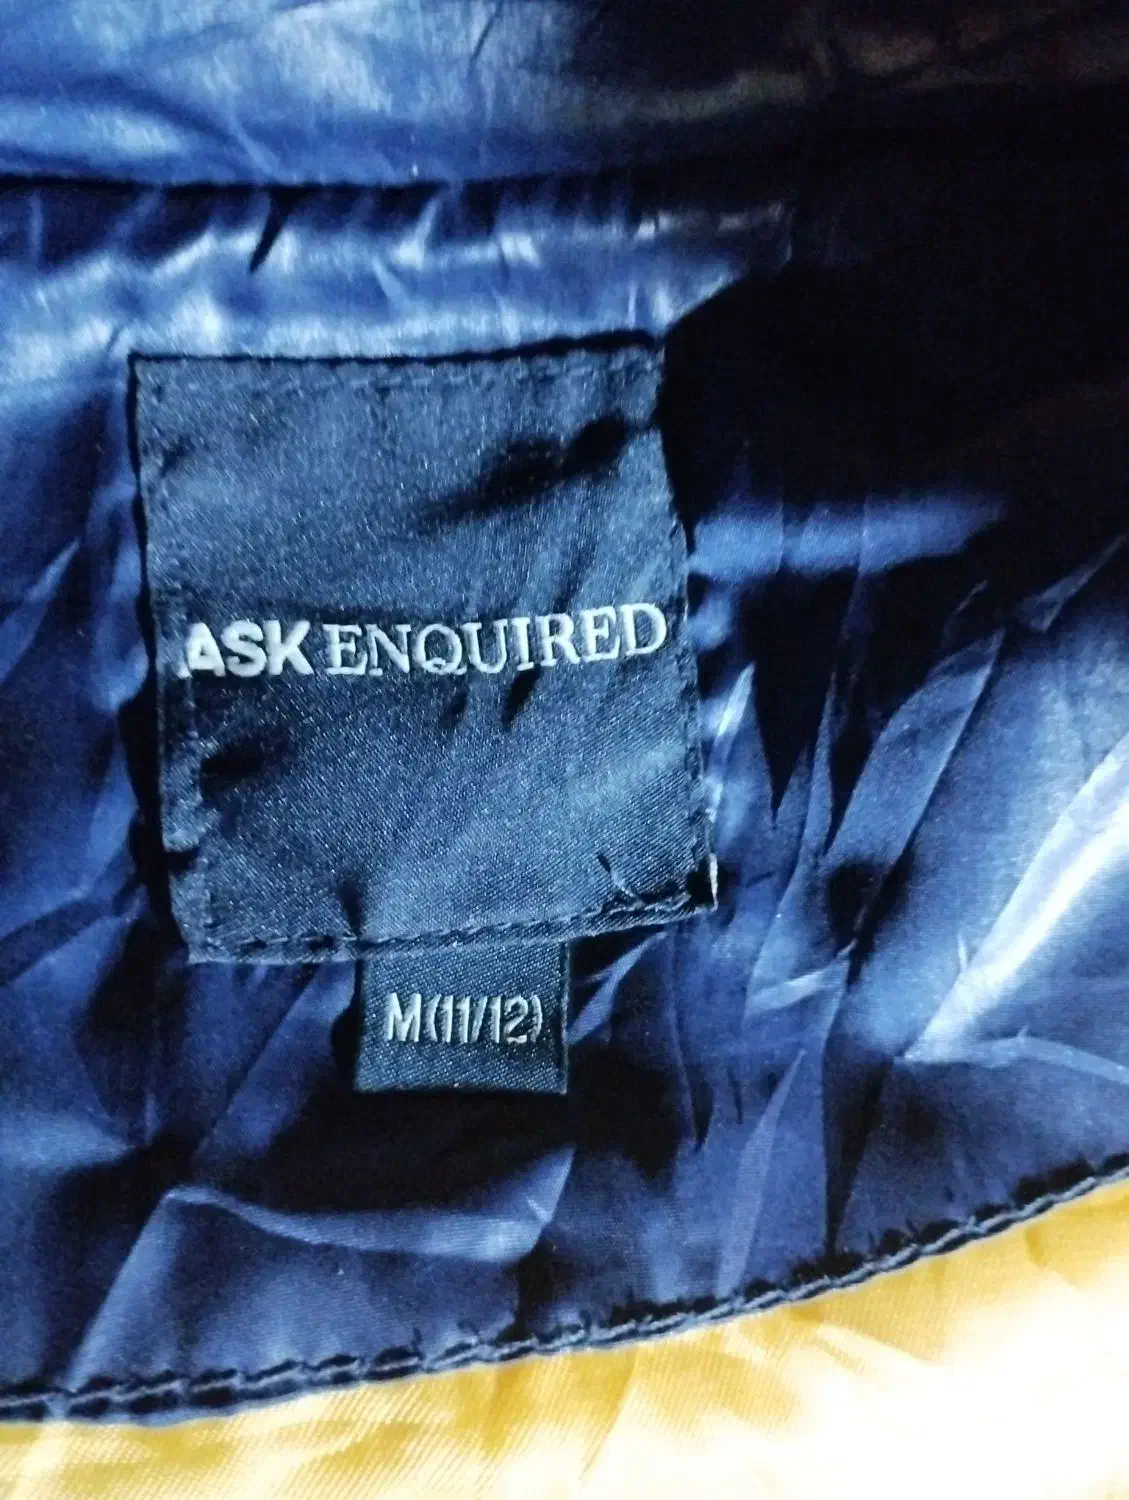 ASK ENQUIRED
M(11/12)